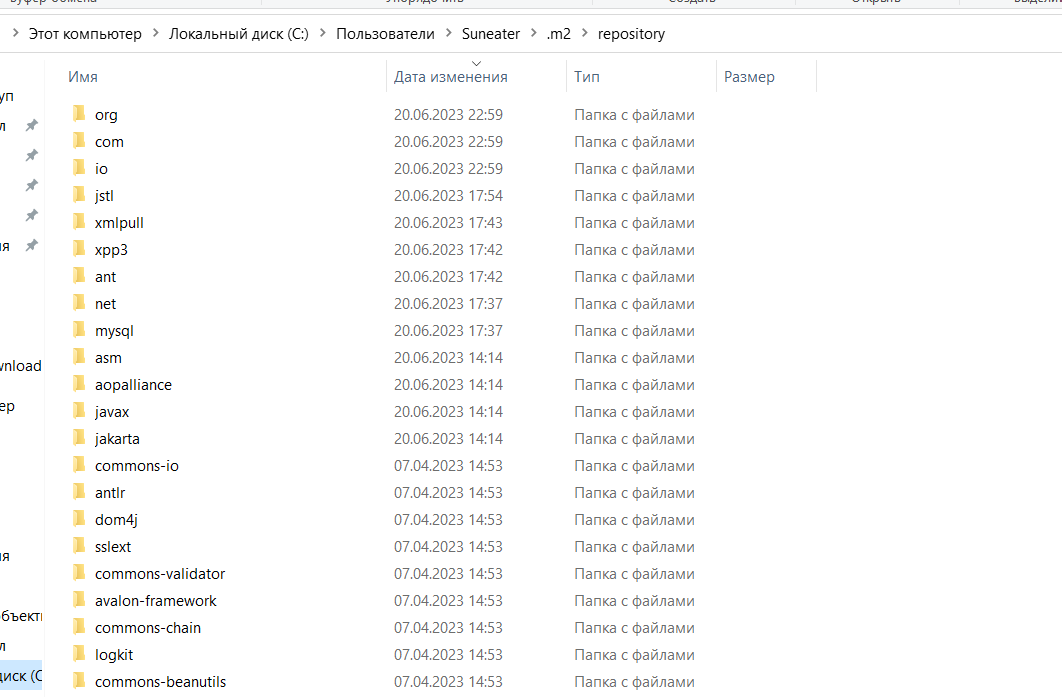 Этот компьютер > Локальный диск (C:) > Пользователи > Suneater > .m2 > repository
Имя Дата изменения Тип Размер
org 20.06.2023 22:59 Папка с файлами
com 20.06.2023 22:59 Папка с файлами
io 20.06.2023 22:59 Папка с файлами
jstl 20.06.2023 17:54 Папка с файлами
xmlpull 20.06.2023 17:43 Папка с файлами
xpp3 20.06.2023 17:42 Папка с файлами
ant 20.06.2023 17:42 Папка с файлами
net 20.06.2023 17:37 Папка с файлами
mysql 20.06.2023 17:37 Папка с файлами
asm 20.06.2023 14:14 Папка с файлами
aopalliance 20.06.2023 14:14 Папка с файлами
javax 20.06.2023 14:14 Папка с файлами
jakarta 20.06.2023 14:14 Папка с файлами
commons-io 07.04.2023 14:53 Папка с файлами
antlr 07.04.2023 14:53 Папка с файлами
dom4j 07.04.2023 14:53 Папка с файлами
sslext 07.04.2023 14:53 Папка с файлами
commons-validator 07.04.2023 14:53 Папка с файлами
avalon-framework 07.04.2023 14:53 Папка с файлами
commons-chain 07.04.2023 14:53 Папка с файлами
logkit 07.04.2023 14:53 Папка с файлами
commons-beanutils 07.04.2023 14:53 Папка с файлами